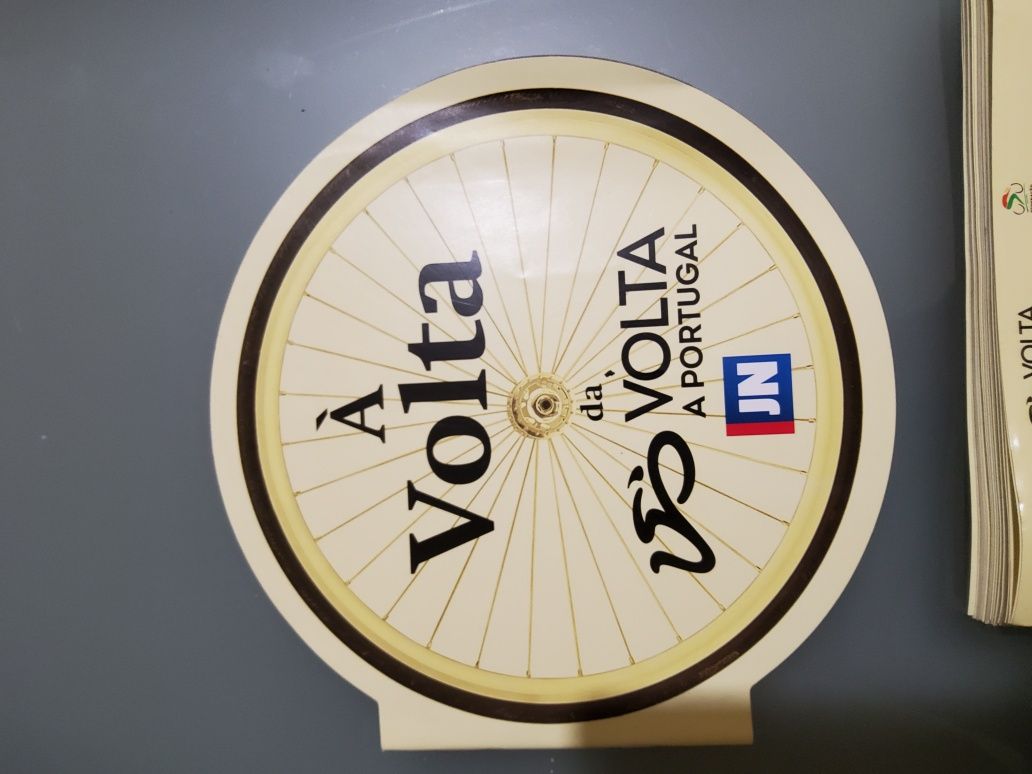 À
Volta
da
VOLTA
A PORTUGAL
JN
VOLTA